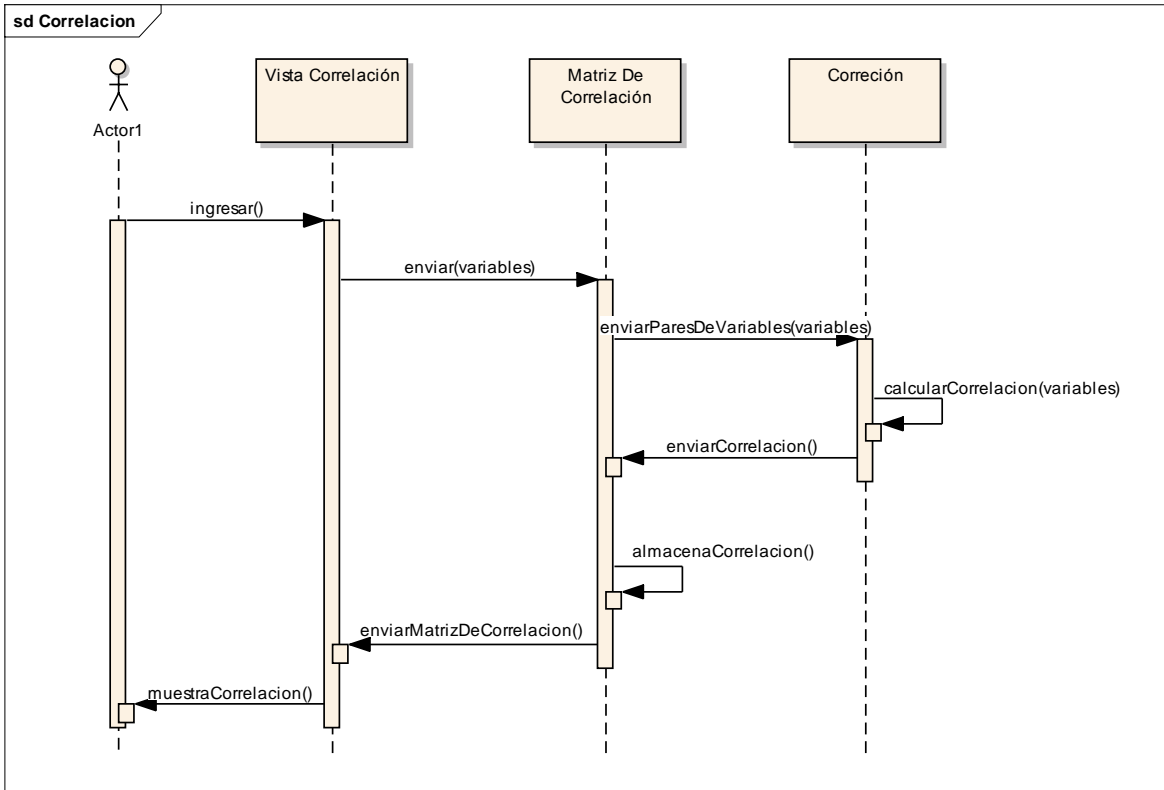 sd Correlacion
Actor1
Vista Correlación
Matriz De
Correlación
Correción
ingresar()
enviar(variables)
enviarParesDeVariables(variables)
calcularCorrelacion(variables)
enviarCorrelacion()
almacenaCorrelacion()
enviarMatrizDeCorrelacion()
muestraCorrelacion()